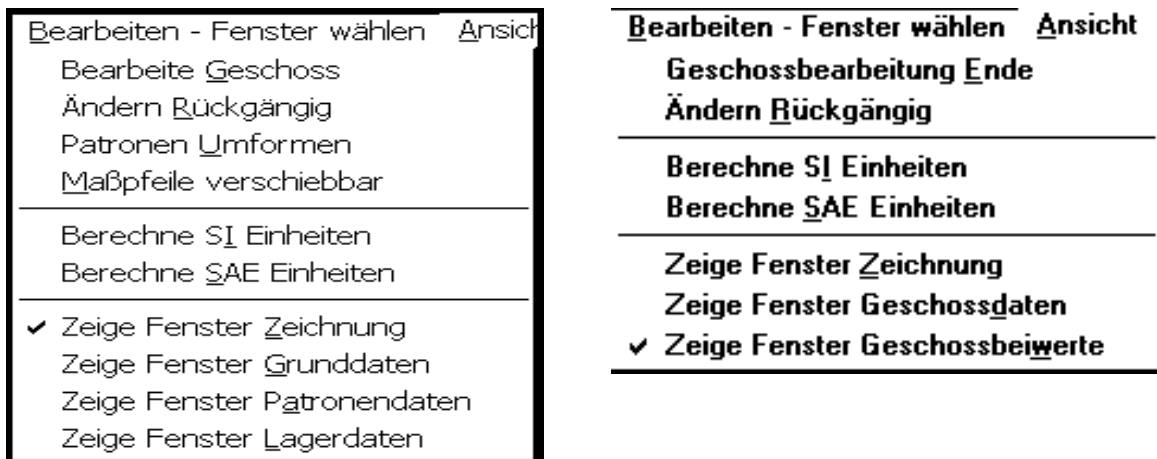 Bearbeiten - Fenster wählen Ansich
Bearbeite Geschoss
Ändern Rückgängig
Patronen Umformen
Maßpfeile verschiebbar
Berechne SI Einheiten
Berechne SAE Einheiten
✓ Zeige Fenster Zeichnung
Zeige Fenster Grunddaten
Zeige Fenster Patronendaten
Zeige Fenster Lagerdaten
Bearbeiten - Fenster wählen Ansicht
Geschossbearbeitung Ende
Ändern Rückgängig
Berechne SI Einheiten
Berechne SAE Einheiten
Zeige Fenster Zeichnung
Zeige Fenster Geschossdaten
✓ Zeige Fenster Geschossbeiwerte